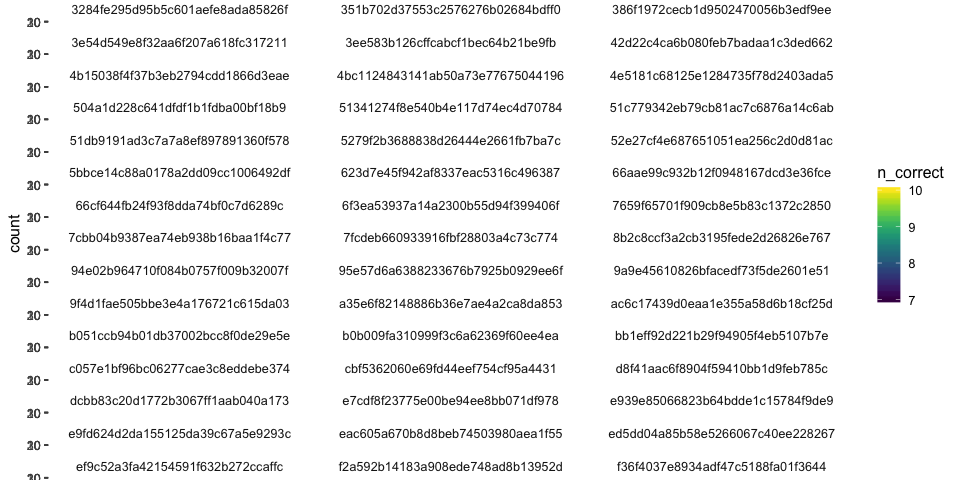 3284fe295d95b5c601aefe8ada85826f 351b702d37553c2576276b02684bdff0 386f1972cecb1d9502470056b3edf9ee
3e54d549e8f32aa6f207a618fc317211 3ee583b126cffcabcf1bec64b21be9fb 42d22c4ca6b080feb7badaa1c3ded662
4b15038f4f37b3eb2794cdd1866d3eae 4bc1124843141ab50a73e77675044196 4e5181c68125e1284735f78d2403ada5
504a1d228c641dfdf1b1fdba00bf18b9 51341274f8e540b4e117d74ec4d70784 51c779342eb79cb81ac7c6876a14c6ab
51db9191ad3c7a7a8ef897891360f578 5279f2b3688838d26444e2661fb7ba7c 52e27cf4e687651051ea256c2d0d81ac
5bbce14c88a0178a2dd09cc1006492df 623d7e45f942af8337eac5316c496387 66aae99c932b12f0948167dcd3e36fce
66cf644fb24f93f8dda74bf0c7d6289c 6f3ea53937a14a2300b55d94f399406f 7659f65701f909cb8e5b83c1372c2850
7cbb04b9387ea74eb938b16baa1f4c77 7fcdeb660933916fbf28803a4c73c774 8b2c8ccf3a2cb3195fede2d26826e767
94e02b964710f084b0757f009b32007f 95e57d6a6388233676b7925b0929ee6f 9a9e45610826bfacedf73f5de2601e51
9f4d1fae505bbe3e4a176721c615da03 a35e6f82148886b36e7ae4a2ca8da853 ac6c17439d0eaa1e355a58d6b18cf25d
b051ccb94b01db37002bcc8f0de29e5e b0b009fa310999f3c6a62369f60ee4ea bb1eff92d221b29f94905f4eb5107b7e
c057e1bf96bc06277cae3c8eddebe374 cbf5362060e69fd44eef754cf95a4431 d8f41aac6f8904f59410bb1d9feb785c
dcbb83c20d1772b3067ff1aab040a173 e7cdf8f23775e00be94ee8bb071df978 e939e85066823b64bdde1c15784f9de9
e9fd624d2da155125da39c67a5e9293c eac605a670b8d8beb74503980aea1f55 ed5dd04a85b58e5266067c40ee228267
ef9c52a3fa42154591f632b272ccaffc f2a592b14183a908ede748ad8b13952d f36f4037e8934adf47c5188fa01f3644
count
n_correct
10
9
8
7